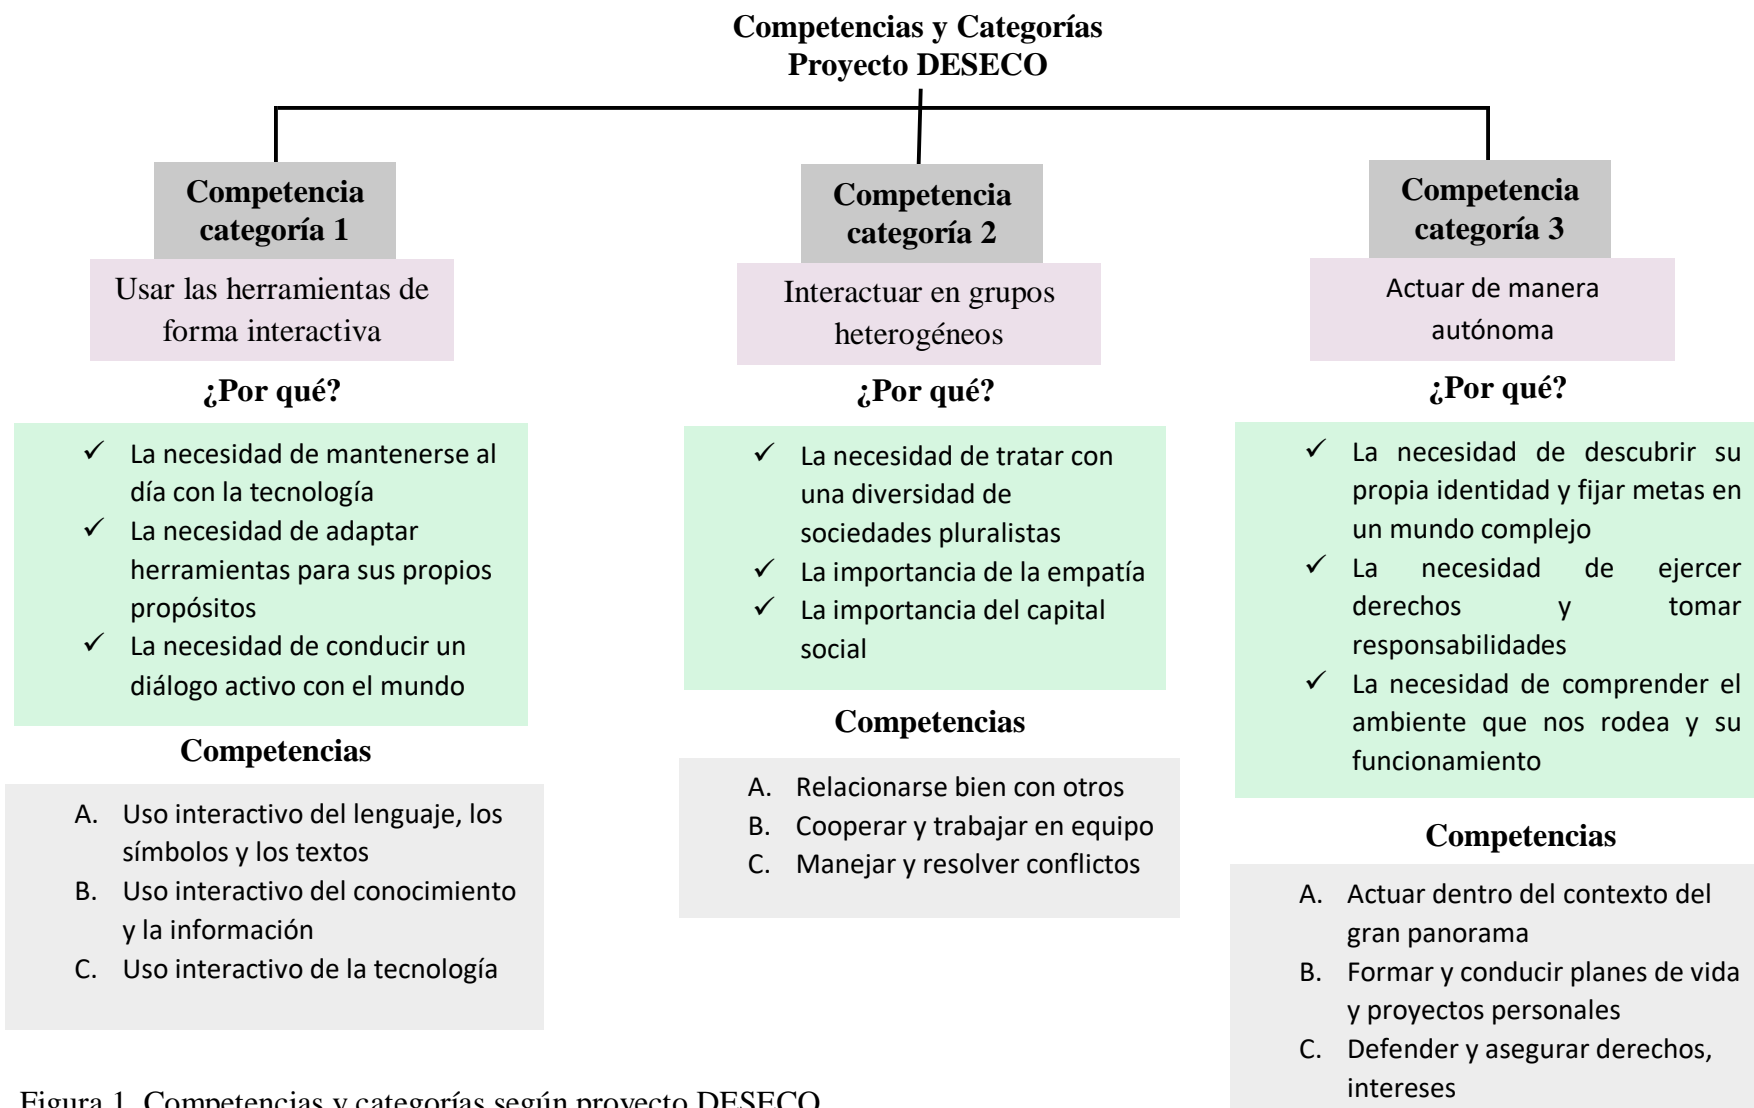 Competencias y Categorías
Proyecto DESECO
Competencia
categoría 1
Usar las herramientas de
forma interactiva
¿Por qué?
✓ La necesidad de mantenerse al
día con la tecnología
✓ La necesidad de adaptar
herramientas para sus propios
propósitos
✓ La necesidad de conducir un
diálogo activo con el mundo
Competencias
A. Uso interactivo del lenguaje, los
símbolos y los textos
B. Uso interactivo del conocimiento
y la información
C. Uso interactivo de la tecnología
Competencia
categoría 2
Interactuar en grupos
heterogéneos
¿Por qué?
✓ La necesidad de tratar con
una diversidad de
sociedades pluralistas
✓ La importancia de la empatía
✓ La importancia del capital
social
Competencias
A. Relacionarse bien con otros
B. Cooperar y trabajar en equipo
C. Manejar y resolver conflictos
Competencia
categoría 3
Actuar de manera
autónoma
¿Por qué?
✓ La necesidad de descubrir su
propia identidad y fijar metas en
un mundo complejo
✓ La necesidad de ejercer
derechos y tomar
responsabilidades
✓ La necesidad de comprender el
ambiente que nos rodea y su
funcionamiento
Competencias
A. Actuar dentro del contexto del
gran panorama
B. Formar y conducir planes de vida
y proyectos personales
C. Defender y asegurar derechos,
intereses
Figura 1. Competencias y categorías según proyecto DESECO